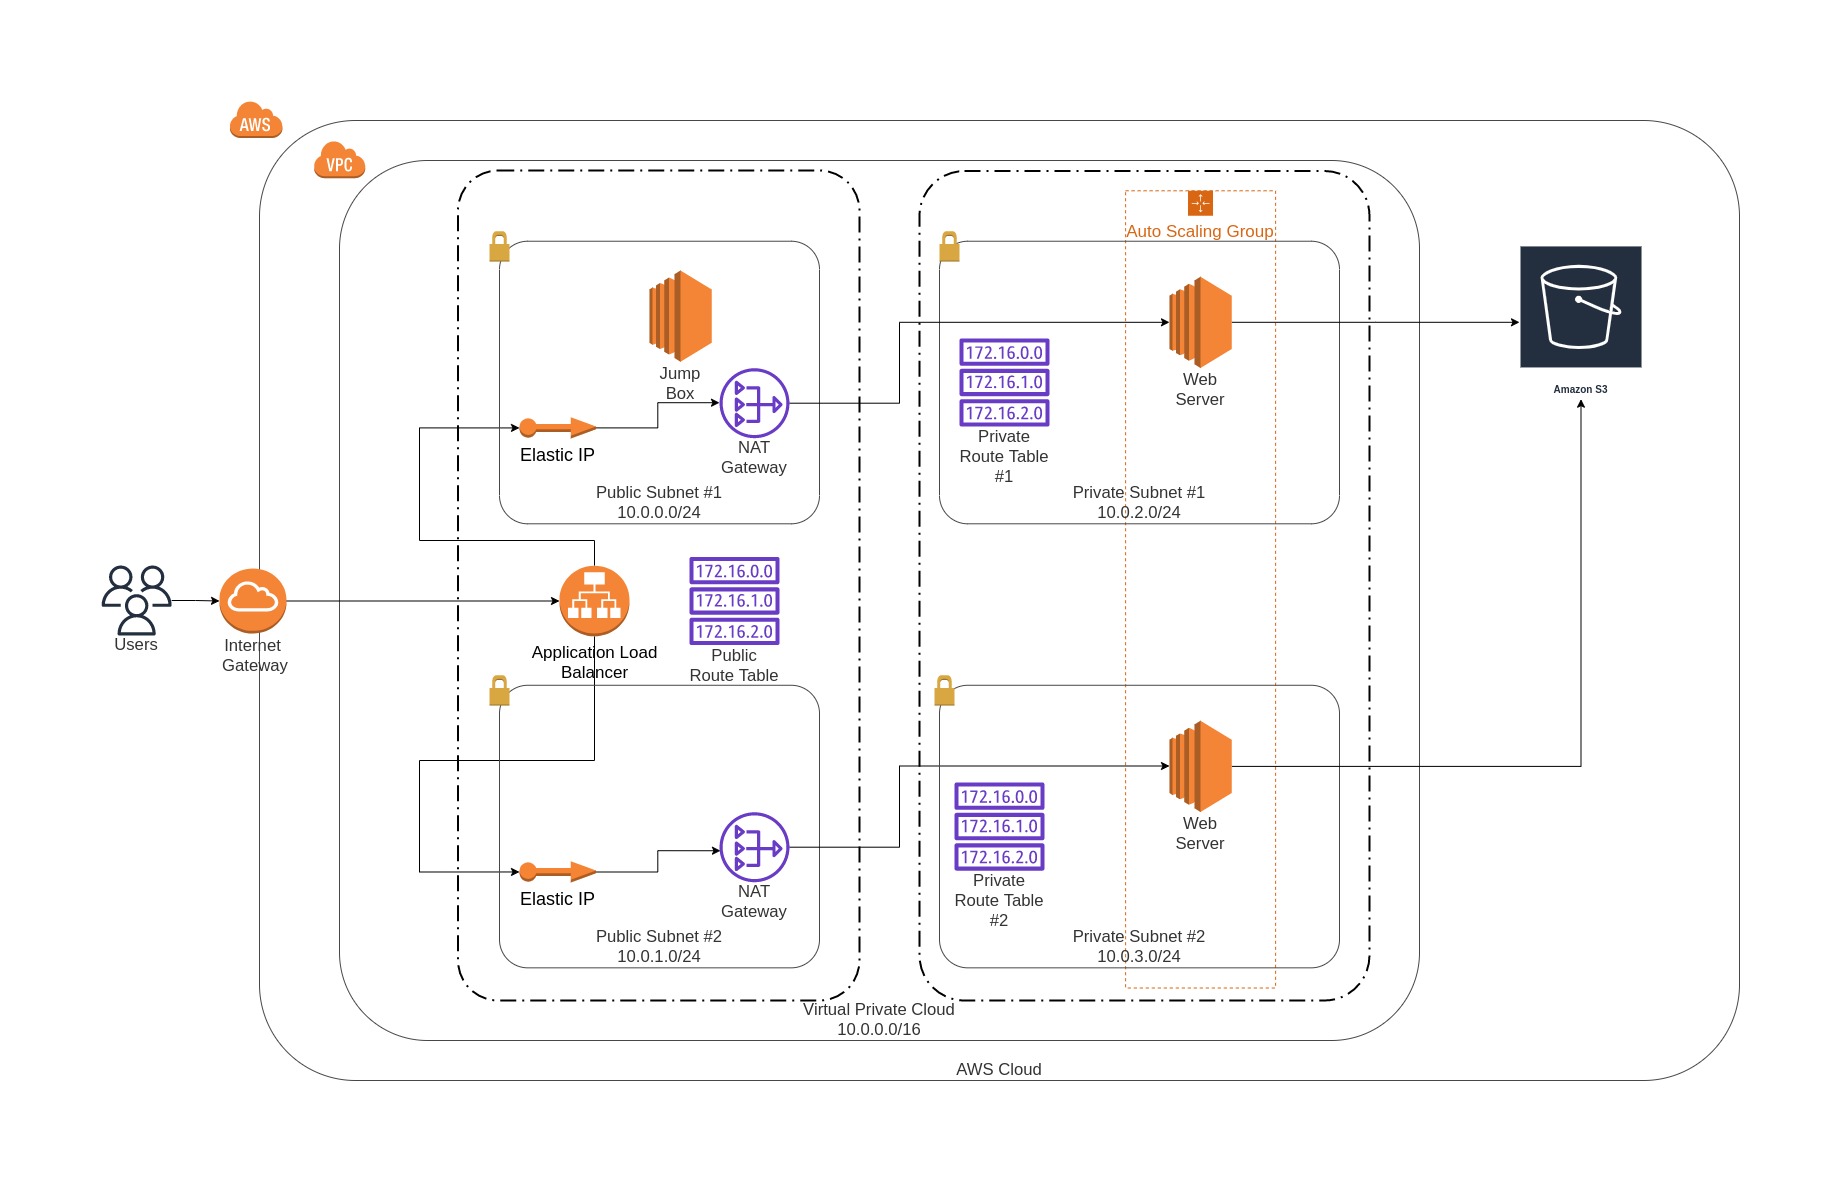 AWS
VPC
Auto Scaling Group
Jump
Box
Elastic IP
NAT
Gateway
Public Subnet #1
10.0.0.0/24
172.16.0.0
172.16.1.0
172.16.2.0
Private
Route Table
#1
Web
Server
Private Subnet #1
10.0.2.0/24
Amazon S3
Users
Internet
Gateway
Application Load
Balancer
172.16.0.0
172.16.1.0
172.16.2.0
Public
Route Table
Elastic IP
NAT
Gateway
Public Subnet #2
10.0.1.0/24
172.16.0.0
172.16.1.0
172.16.2.0
Private
Route Table
#2
Web
Server
Private Subnet #2
10.0.3.0/24
Virtual Private Cloud
10.0.0.0/16
AWS Cloud